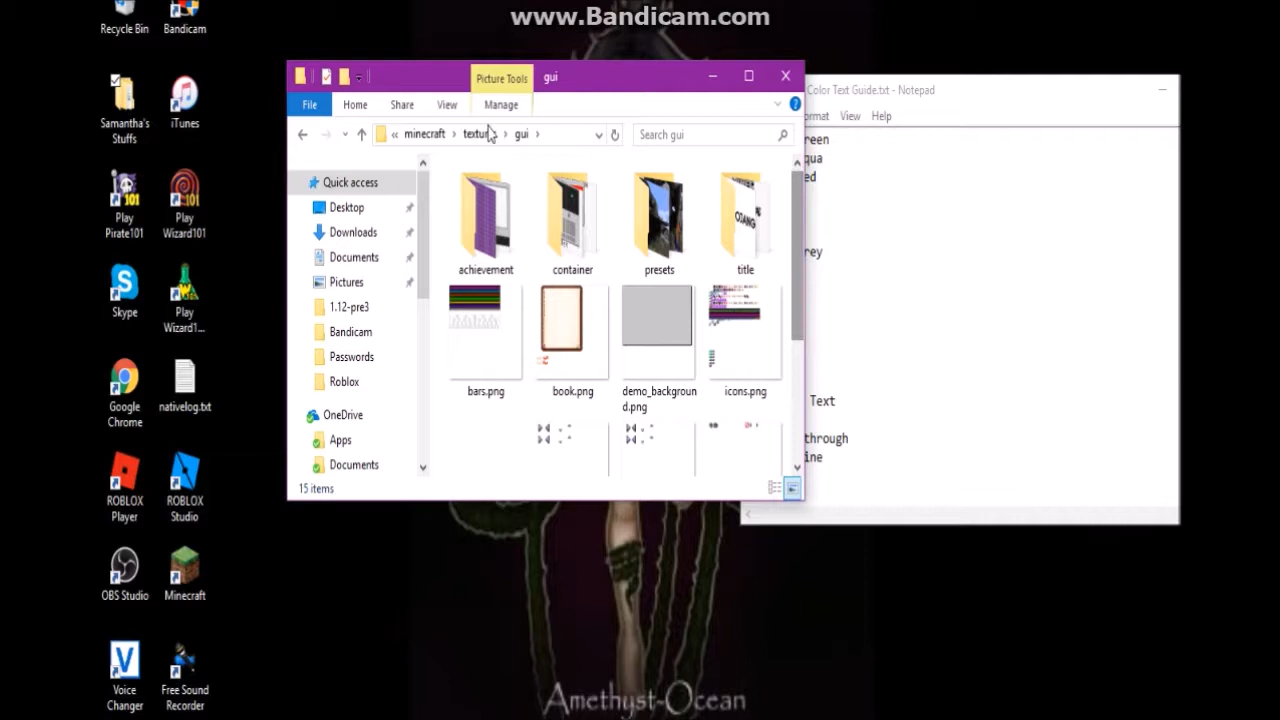 www.Bandicam.com
Recycle Bin
Bandicam
Samantha's
Stuffs
iTunes
Play
Pirate101
Play
Wizard101
Skype
Play
Wizard1...
Google
Chrome
nativelog.txt
ROBLOX
Player
ROBLOX
Studio
OBS Studio
Minecraft
Voice
Changer
Free Sound
Recorder
Picture Tools
gui
File
Home
Share
View
Manage
« minecraft › textur › gui ›
Search gui
Quick access
Desktop
Downloads
Documents
Pictures
1.12-pre3
Bandicam
Passwords
Roblox
OneDrive
Apps
Documents
achievement
container
presets
title
bars.png
book.png
demo_backgroun
d.png
icons.png
15 items
Color Text Guide.txt - Notepad
ormat
View
Help
reen
qua
ed
rey
Text
through
ine
Amethyst-Ocean